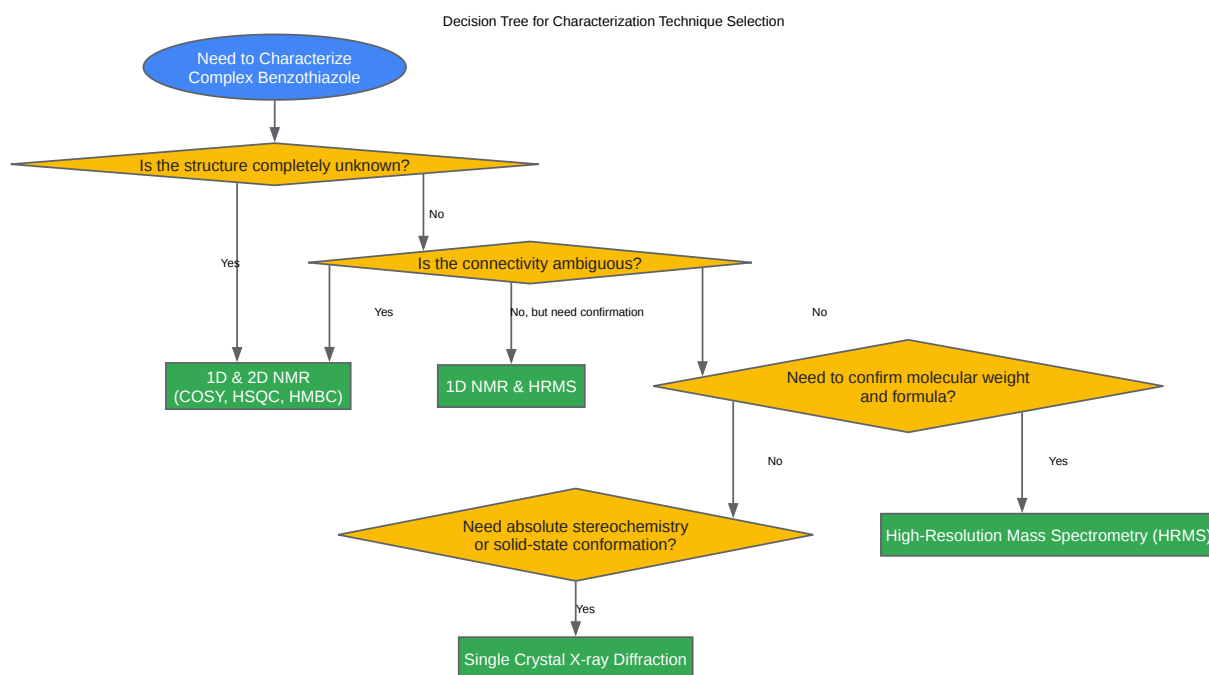 Decision Tree for Characterization Technique Selection
Need to Characterize
Complex Benzothiazole
Is the structure completely unknown?
No
Yes
Is the connectivity ambiguous?
Yes
No, but need confirmation
No
1D & 2D NMR
(COSY, HSQC, HMBC)
1D NMR & HRMS
Need to confirm molecular weight
and formula?
No
Yes
Need absolute stereochemistry
or solid-state conformation?
High-Resolution Mass Spectrometry (HRMS)
Yes
Single Crystal X-ray Diffraction